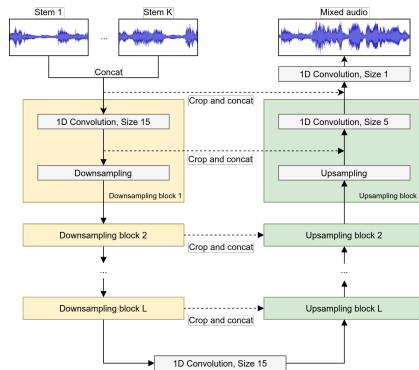 Stem 1
...
Stem K
Mixed audio
Concat
1D Convolution, Size 1
Crop and concat
1D Convolution, Size 15
1D Convolution, Size 5
Crop and concat
Downsampling
Upsampling
Downsampling block 1
Upsampling block
Downsampling block 2
Crop and concat
Upsampling block 2
...
...
Downsampling block L
Crop and concat
Upsampling block L
1D Convolution, Size 15